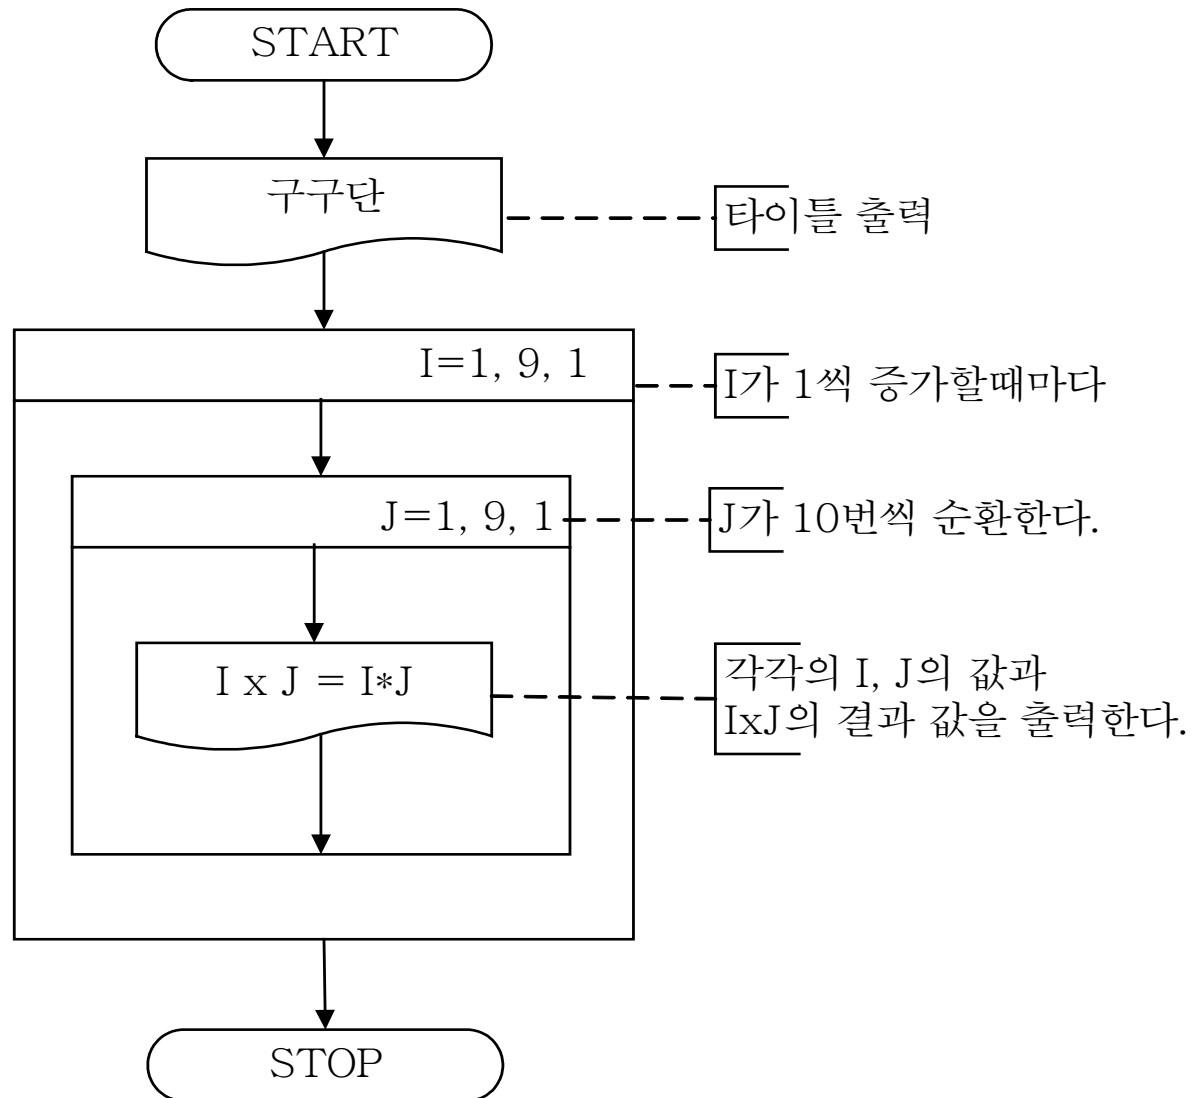 START
구구단
타이틀 출력
I=1, 9, 1
I가 1씩 증가할때마다
J=1, 9, 1
J가 10번씩 순환한다.
I x J = I*J
각각의 I, J의 값과
IxJ의 결과 값을 출력한다.
STOP